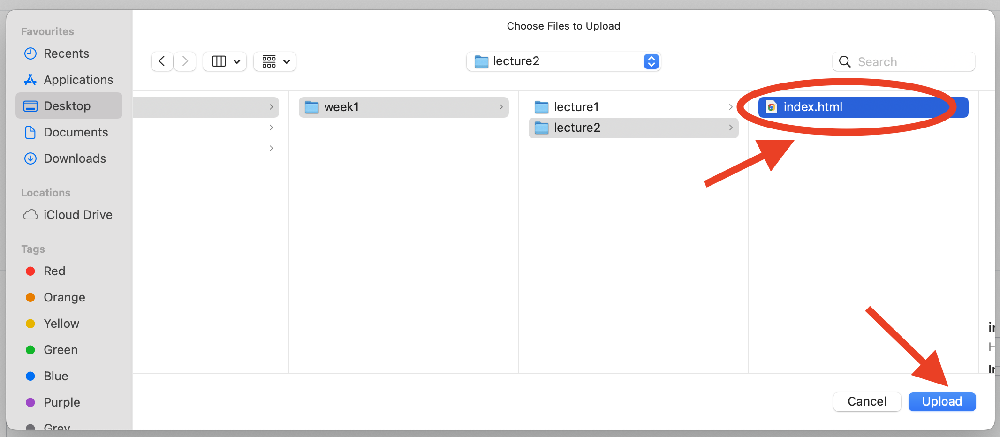 Choose Files to Upload
Favourites
Recents
Applications
Desktop
Documents
Downloads
Locations
iCloud Drive
Tags
Red
Orange
Yellow
Green
Blue
Purple
Grey
lecture2
Search
week1
lecture1
lecture2
index.html
Cancel
Upload